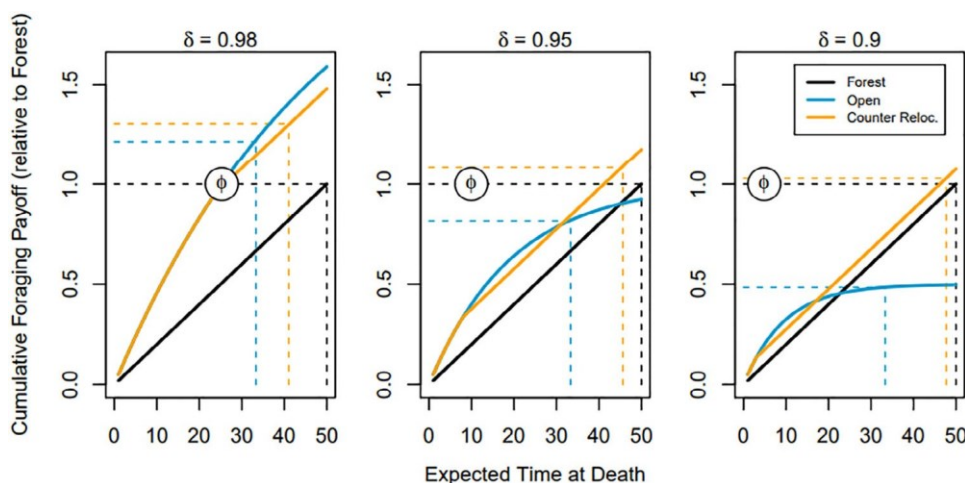 δ = 0.98
δ = 0.95
δ = 0.9
Cumulative Foraging Payoff (relative to Forest)
1.5
1.0
0.5
0.0
ϕ
0 10 20 30 40 50
1.5
1.0
0.5
0.0
ϕ
0 10 20 30 40 50
1.5
1.0
0.5
0.0
Forest
Open
Counter Reloc.
ϕ
0 10 20 30 40 50
Expected Time at Death